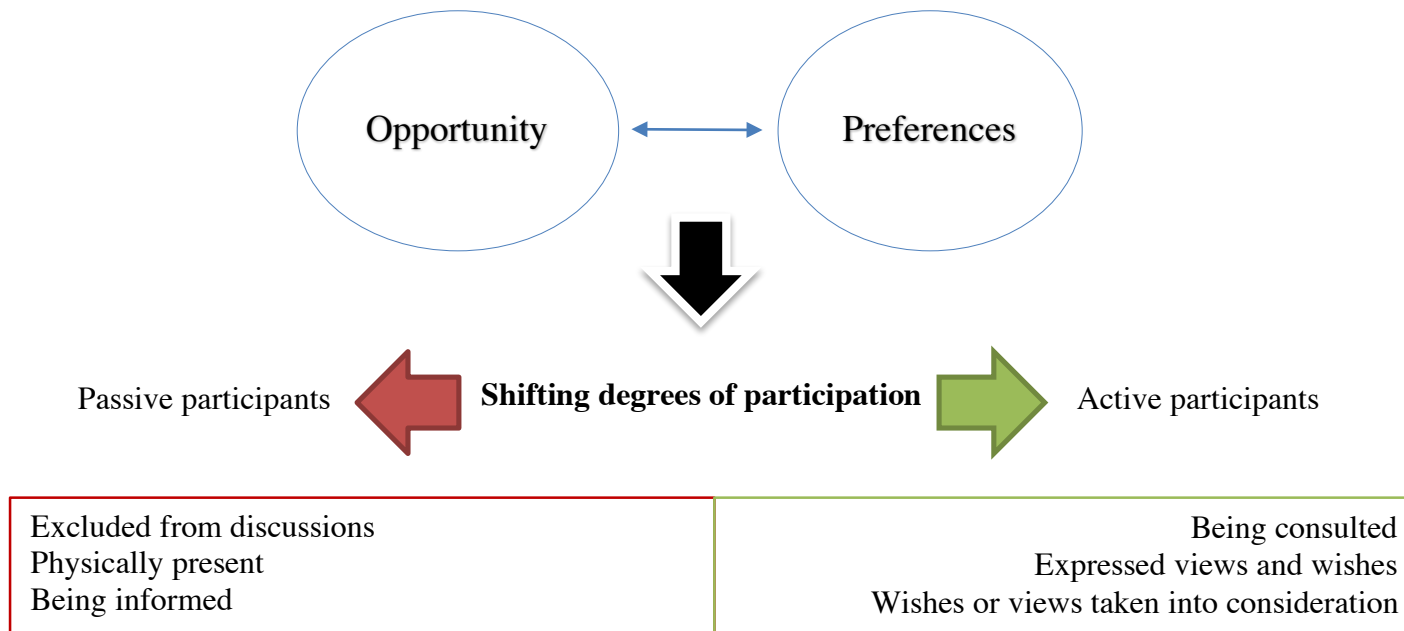 Opportunity
Preferences
Passive participants
Shifting degrees of participation
Active participants
Excluded from discussions
Physically present
Being informed
Being consulted
Expressed views and wishes
Wishes or views taken into consideration